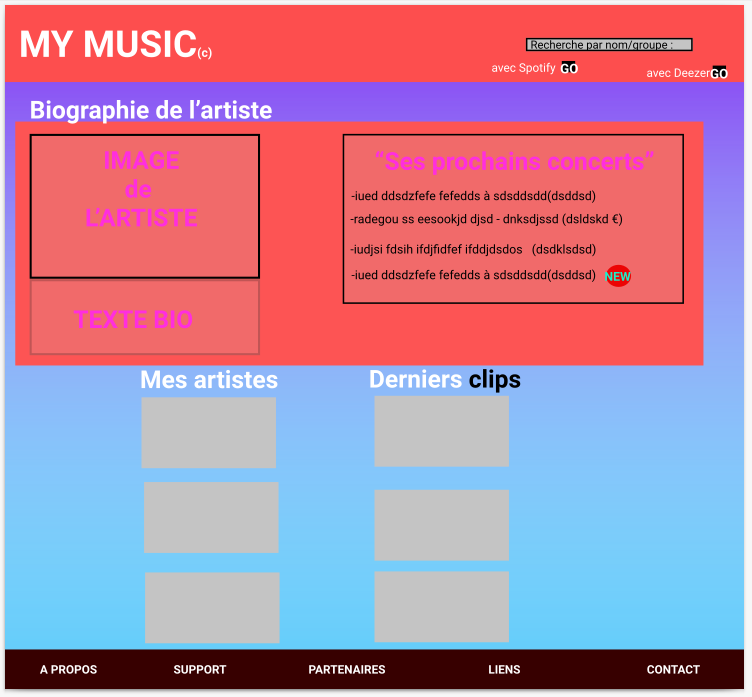 MY MUSIC(c)
Recherche par nom/groupe :
avec Spotify GO
avec Deezer GO
Biographie de l’artiste
IMAGE
de
L’ARTISTE
“Ses prochains concerts”
-iued ddsdzfefe fefedds à sdsddsdd(dsddsd)
-radegou ss eesookjd djsd - dnksdjssd (dsldskd €)
-iudjsi fdsih ifdjfidfef ifddjdsdos (dsdklsdsd)
-iued ddsdzfefe fefedds à sdsddsdd(dsddsd) NEW
TEXTE BIO
Mes artistes
Derniers clips
A PROPOS SUPPORT PARTENAIRES LIENS CONTACT